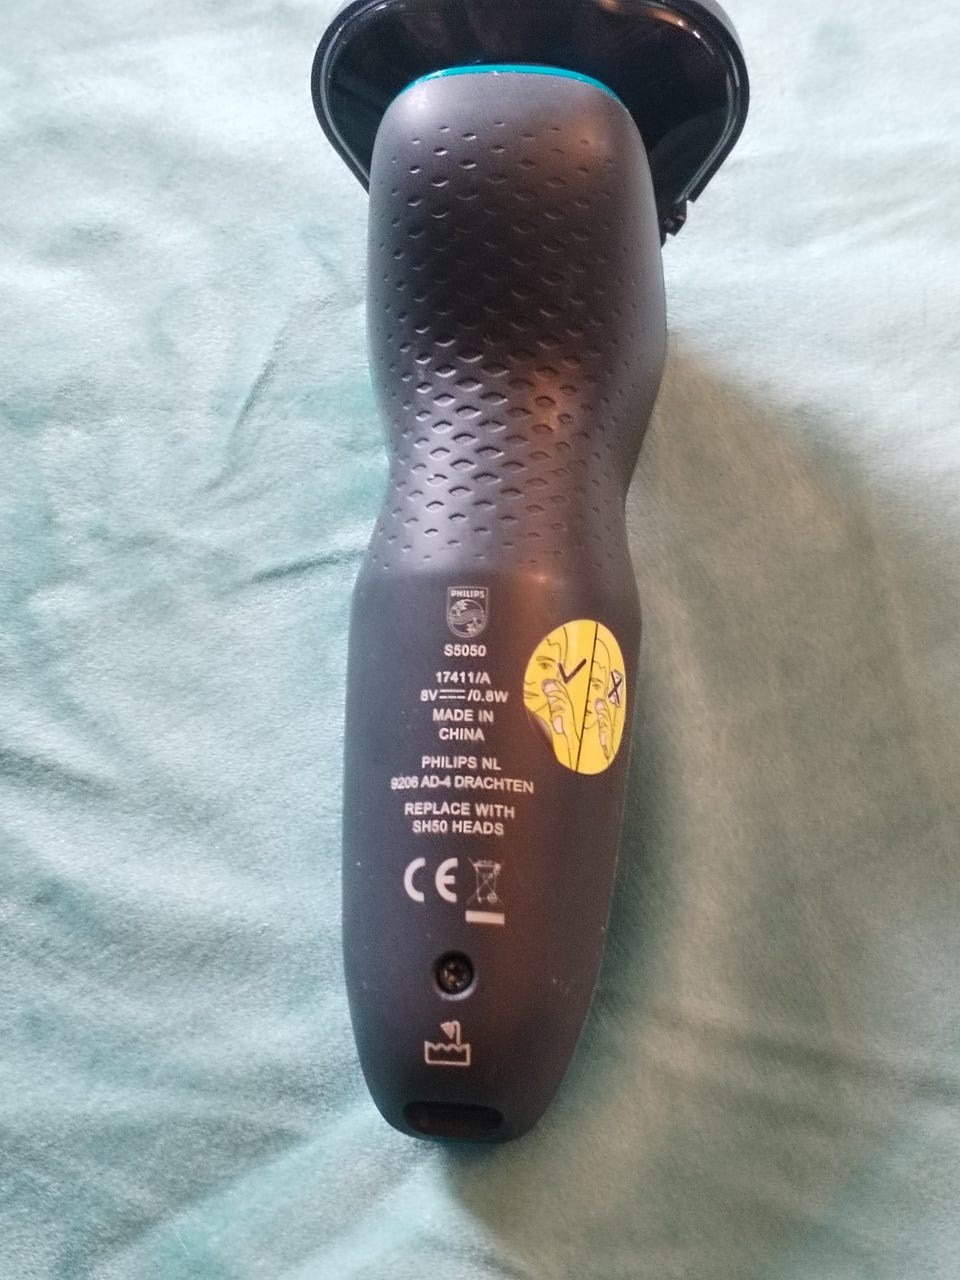 PHILIPS
S5050
17411/A
8V⎓/0.8W
MADE IN
CHINA
PHILIPS NL
9206 AD-4 DRACHTEN
REPLACE WITH
SH50 HEADS
CE